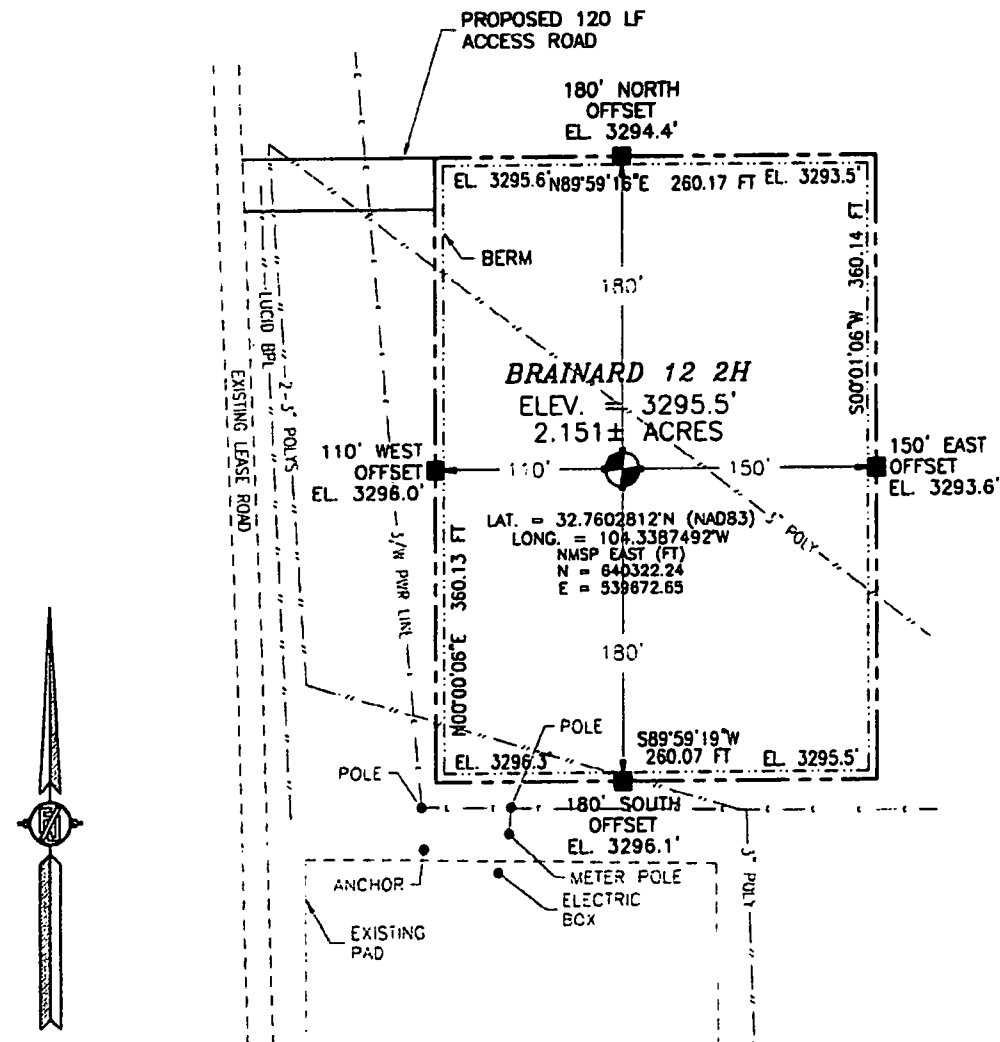 PROPOSED 120 LF
ACCESS ROAD
180' NORTH
OFFSET
EL. 3294.4'
EL. 3295.6'
N89°59'16"E 260.17 FT
EL. 3293.5'
BERM
180'
S00°01'06"W 360.14 FT
LUCID BPL
2-3" POLYS
EXISTING LEASE ROAD
BRAINARD 12 2H
ELEV. = 3295.5'
2.151± ACRES
110' WEST
OFFSET
EL. 3296.0'
110'
150'
150' EAST
OFFSET
EL. 3293.6'
LAT. = 32.7602812°N (NAD83)
LONG. = 104.3387492°W
NMSP EAST (FT)
N = 640322.24
E = 539672.65
3" POLY
3/W PWR LINE
N00°00'06"E 360.13 FT
180'
POLE
S89°59'19"W
260.07 FT
EL. 3296.3'
EL. 3295.5'
POLE
180' SOUTH
OFFSET
EL. 3296.1'
3" POLY
ANCHOR
METER POLE
ELECTRIC
BOX
EXISTING
PAD